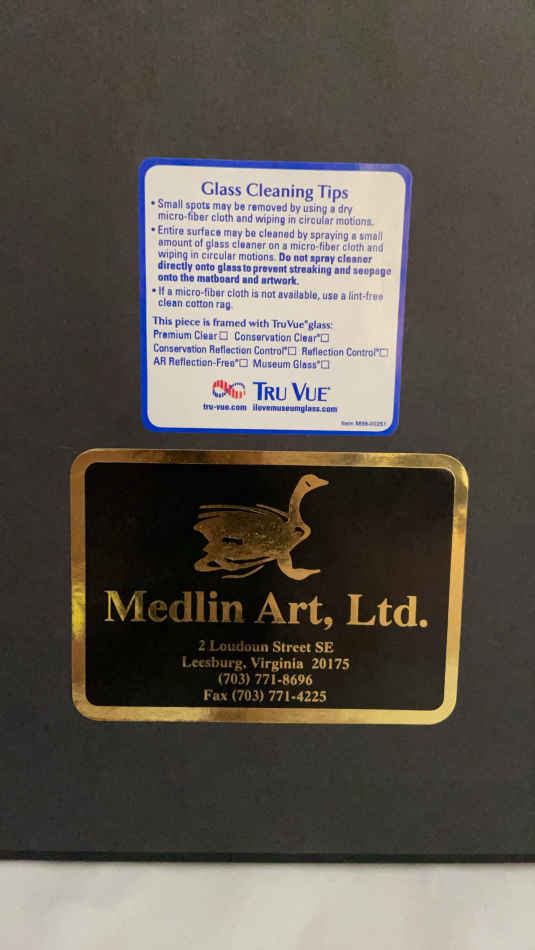 Glass Cleaning Tips
• Small spots may be removed by using a dry
micro-fiber cloth and wiping in circular motions.
• Entire surface may be cleaned by spraying a small
amount of glass cleaner on a micro-fiber cloth and
wiping in circular motions. Do not spray cleaner
directly onto glass to prevent streaking and seepage
onto the matboard and artwork.
• If a micro-fiber cloth is not available, use a lint-free
clean cotton rag.
This piece is framed with TruVue® glass:
Premium Clear □ Conservation Clear® □
Conservation Reflection Control® □ Reflection Control® □
AR Reflection-Free® □ Museum Glass® □
TRU VUE®
tru-vue.com ilovemuseumglass.com
Item
Medlin Art, Ltd.
2 Loudoun Street SE
Leesburg, Virginia 20175
(703) 771-8696
Fax (703) 771-4225